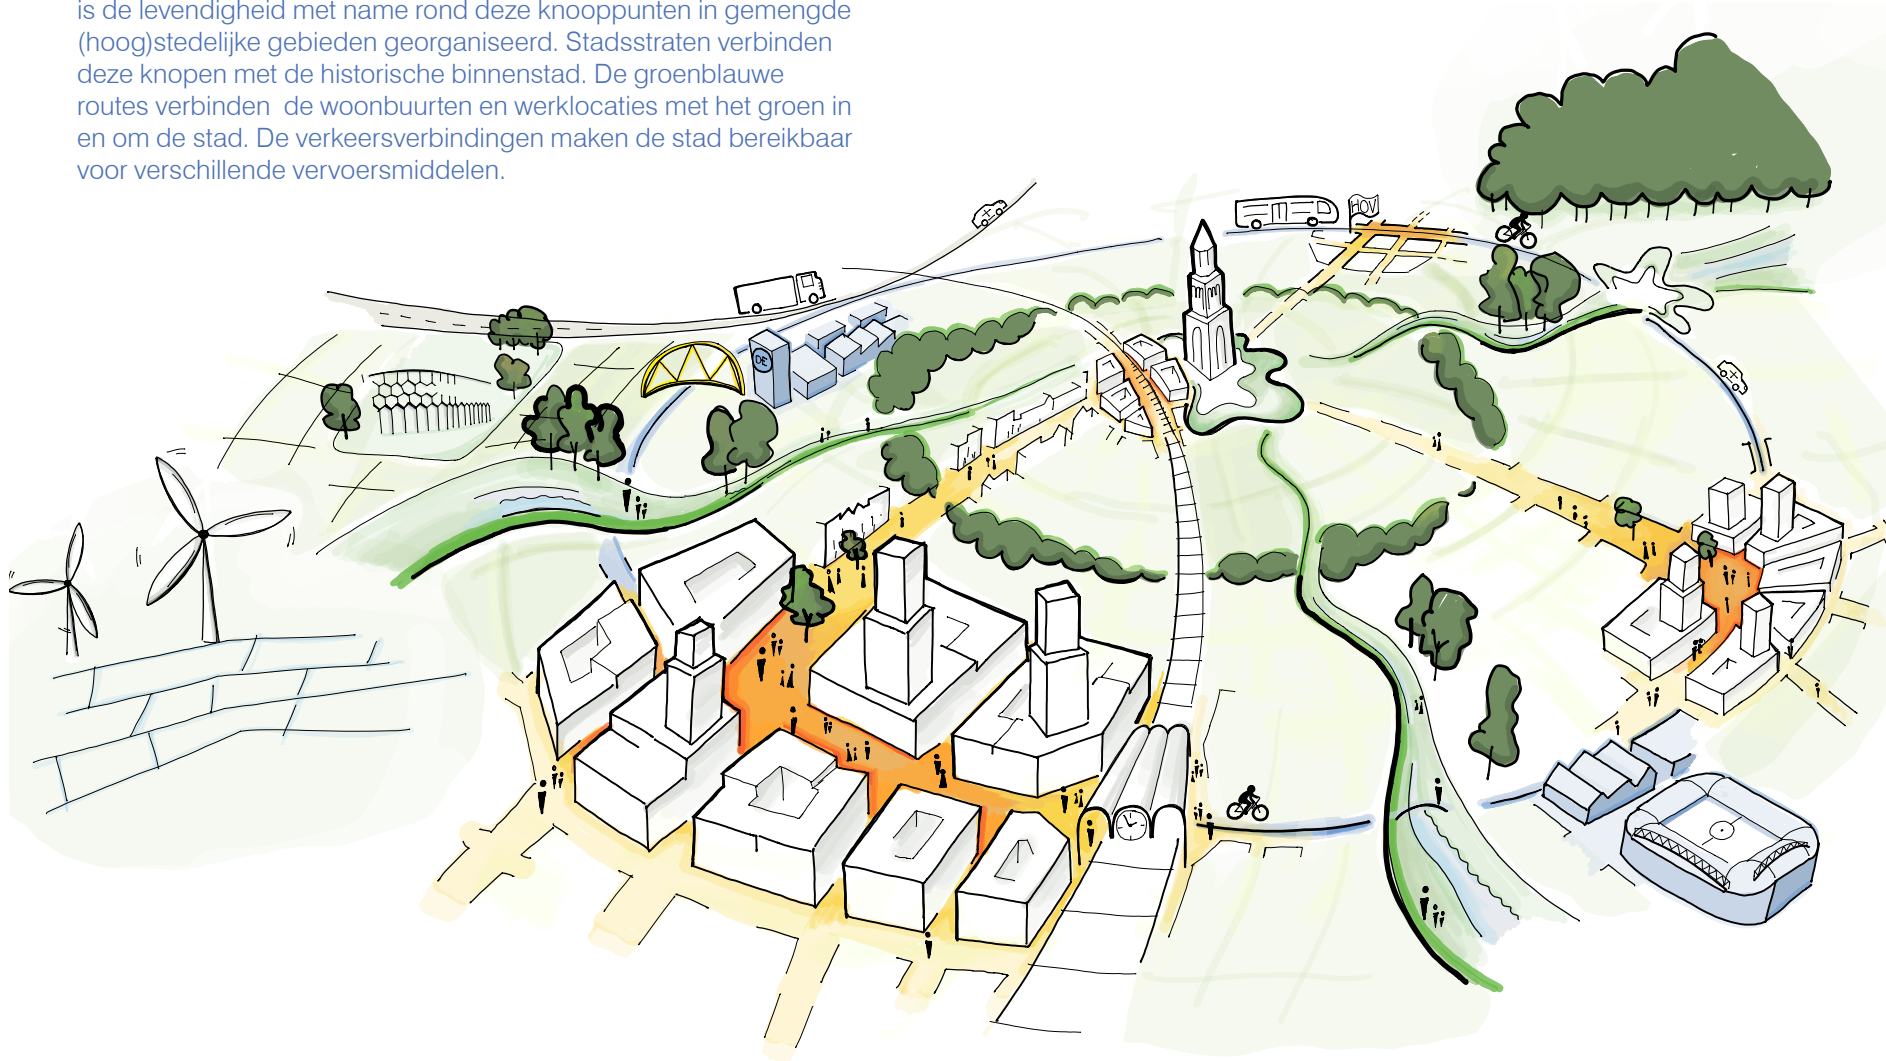 is de levendigheid met name rond deze knooppunten in gemengde
(hoog)stedelijke gebieden georganiseerd. Stadsstraten verbinden
deze knopen met de historische binnenstad. De groenblauwe
routes verbinden  de woonbuurten en werklocaties met het groen in
en om de stad. De verkeersverbindingen maken de stad bereikbaar
voor verschillende vervoersmiddelen.
HOV
DE